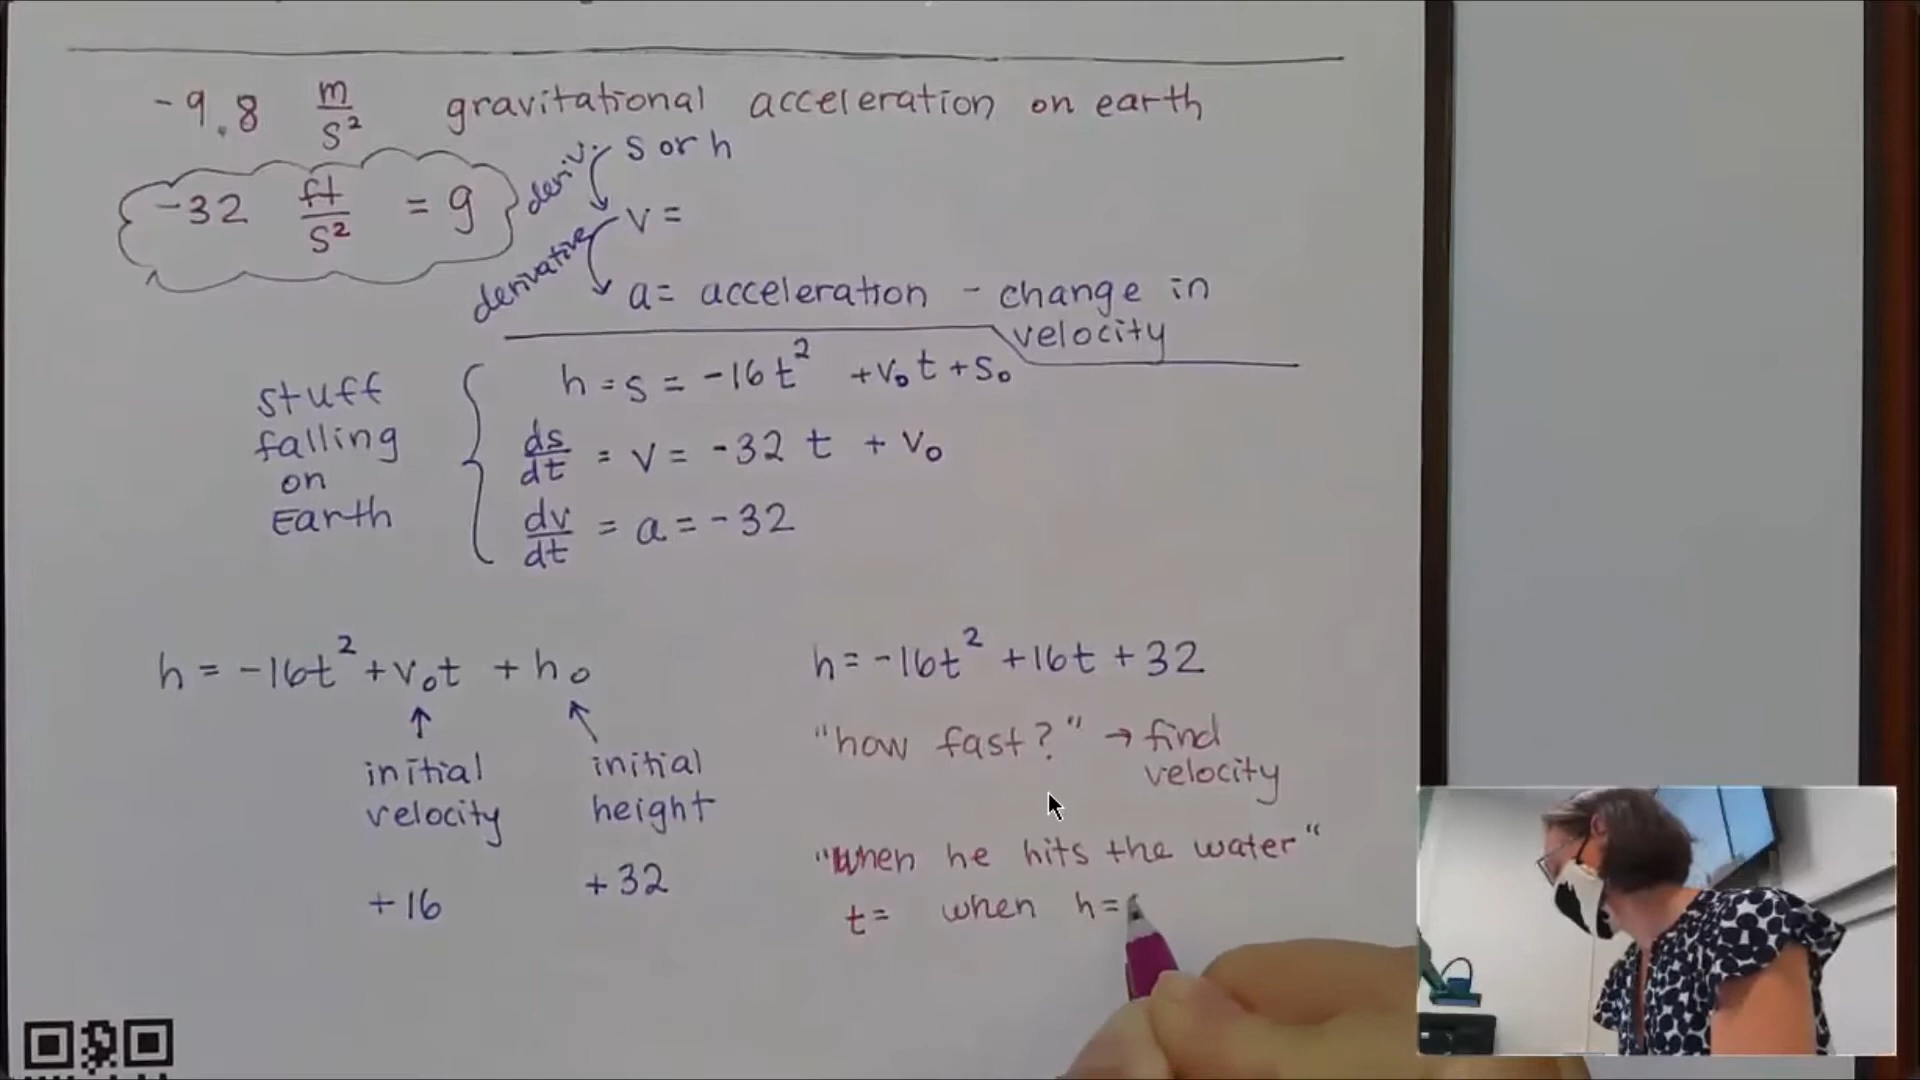 -9.8 m/s² gravitational acceleration on earth
-32 ft/s² = g
deriv. s or h
v =
derivative
a = acceleration - change in
velocity
stuff
falling
on
Earth
h = s = -16t² + v₀t + s₀
ds/dt = v = -32t + v₀
dv/dt = a = -32
h = -16t² + v₀t + h₀
initial
velocity
+16
initial
height
+32
h = -16t² + 16t + 32
"how fast?" → find
velocity
"when he hits the water"
t = when h =